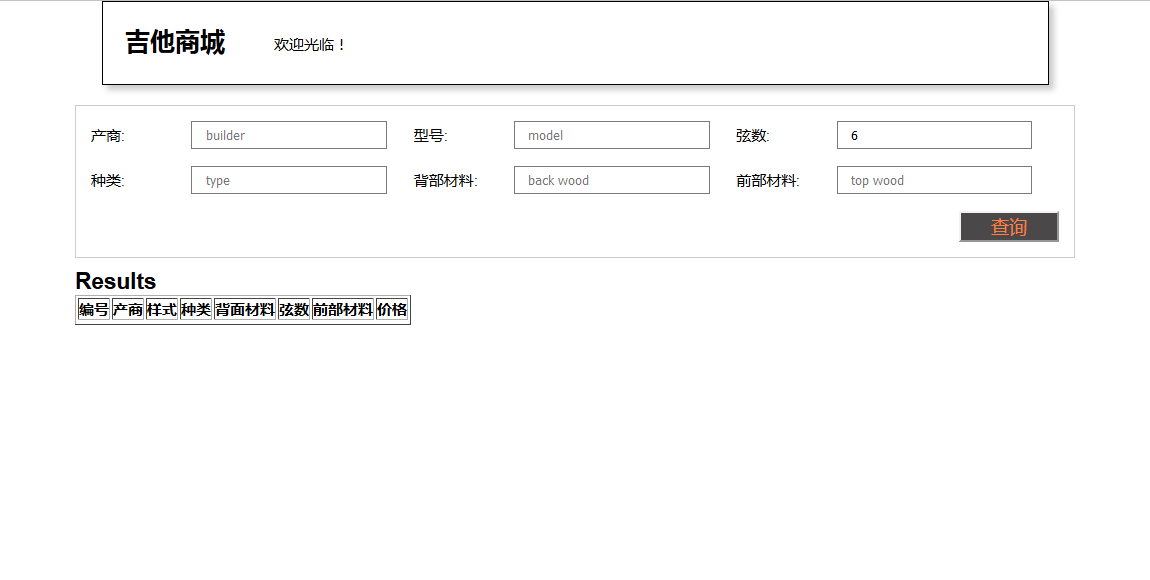 吉他商城 欢迎光临！
产商: builder 型号: model 弦数: 6
种类: type 背部材料: back wood 前部材料: top wood
查询
Results
编号 产商 样式 种类 背面材料 弦数 前部材料 价格